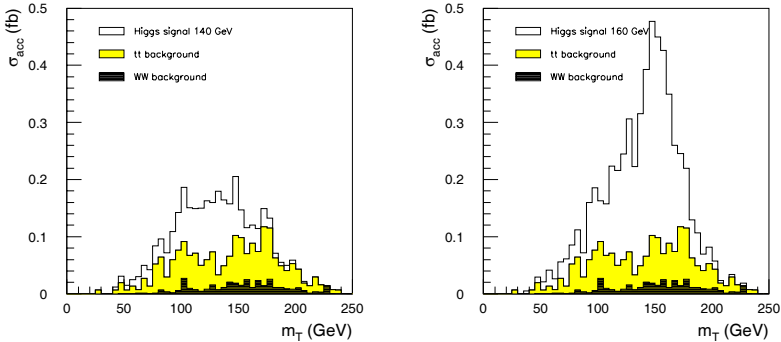 σacc (fb)
0.5
0.4
0.3
0.2
0.1
0
Higgs signal 140 GeV
tt background
WW background
0 50 100 150 200 250
mT (GeV)
σacc (fb)
0.5
0.4
0.3
0.2
0.1
0
Higgs signal 160 GeV
tt background
WW background
0 50 100 150 200 250
mT (GeV)